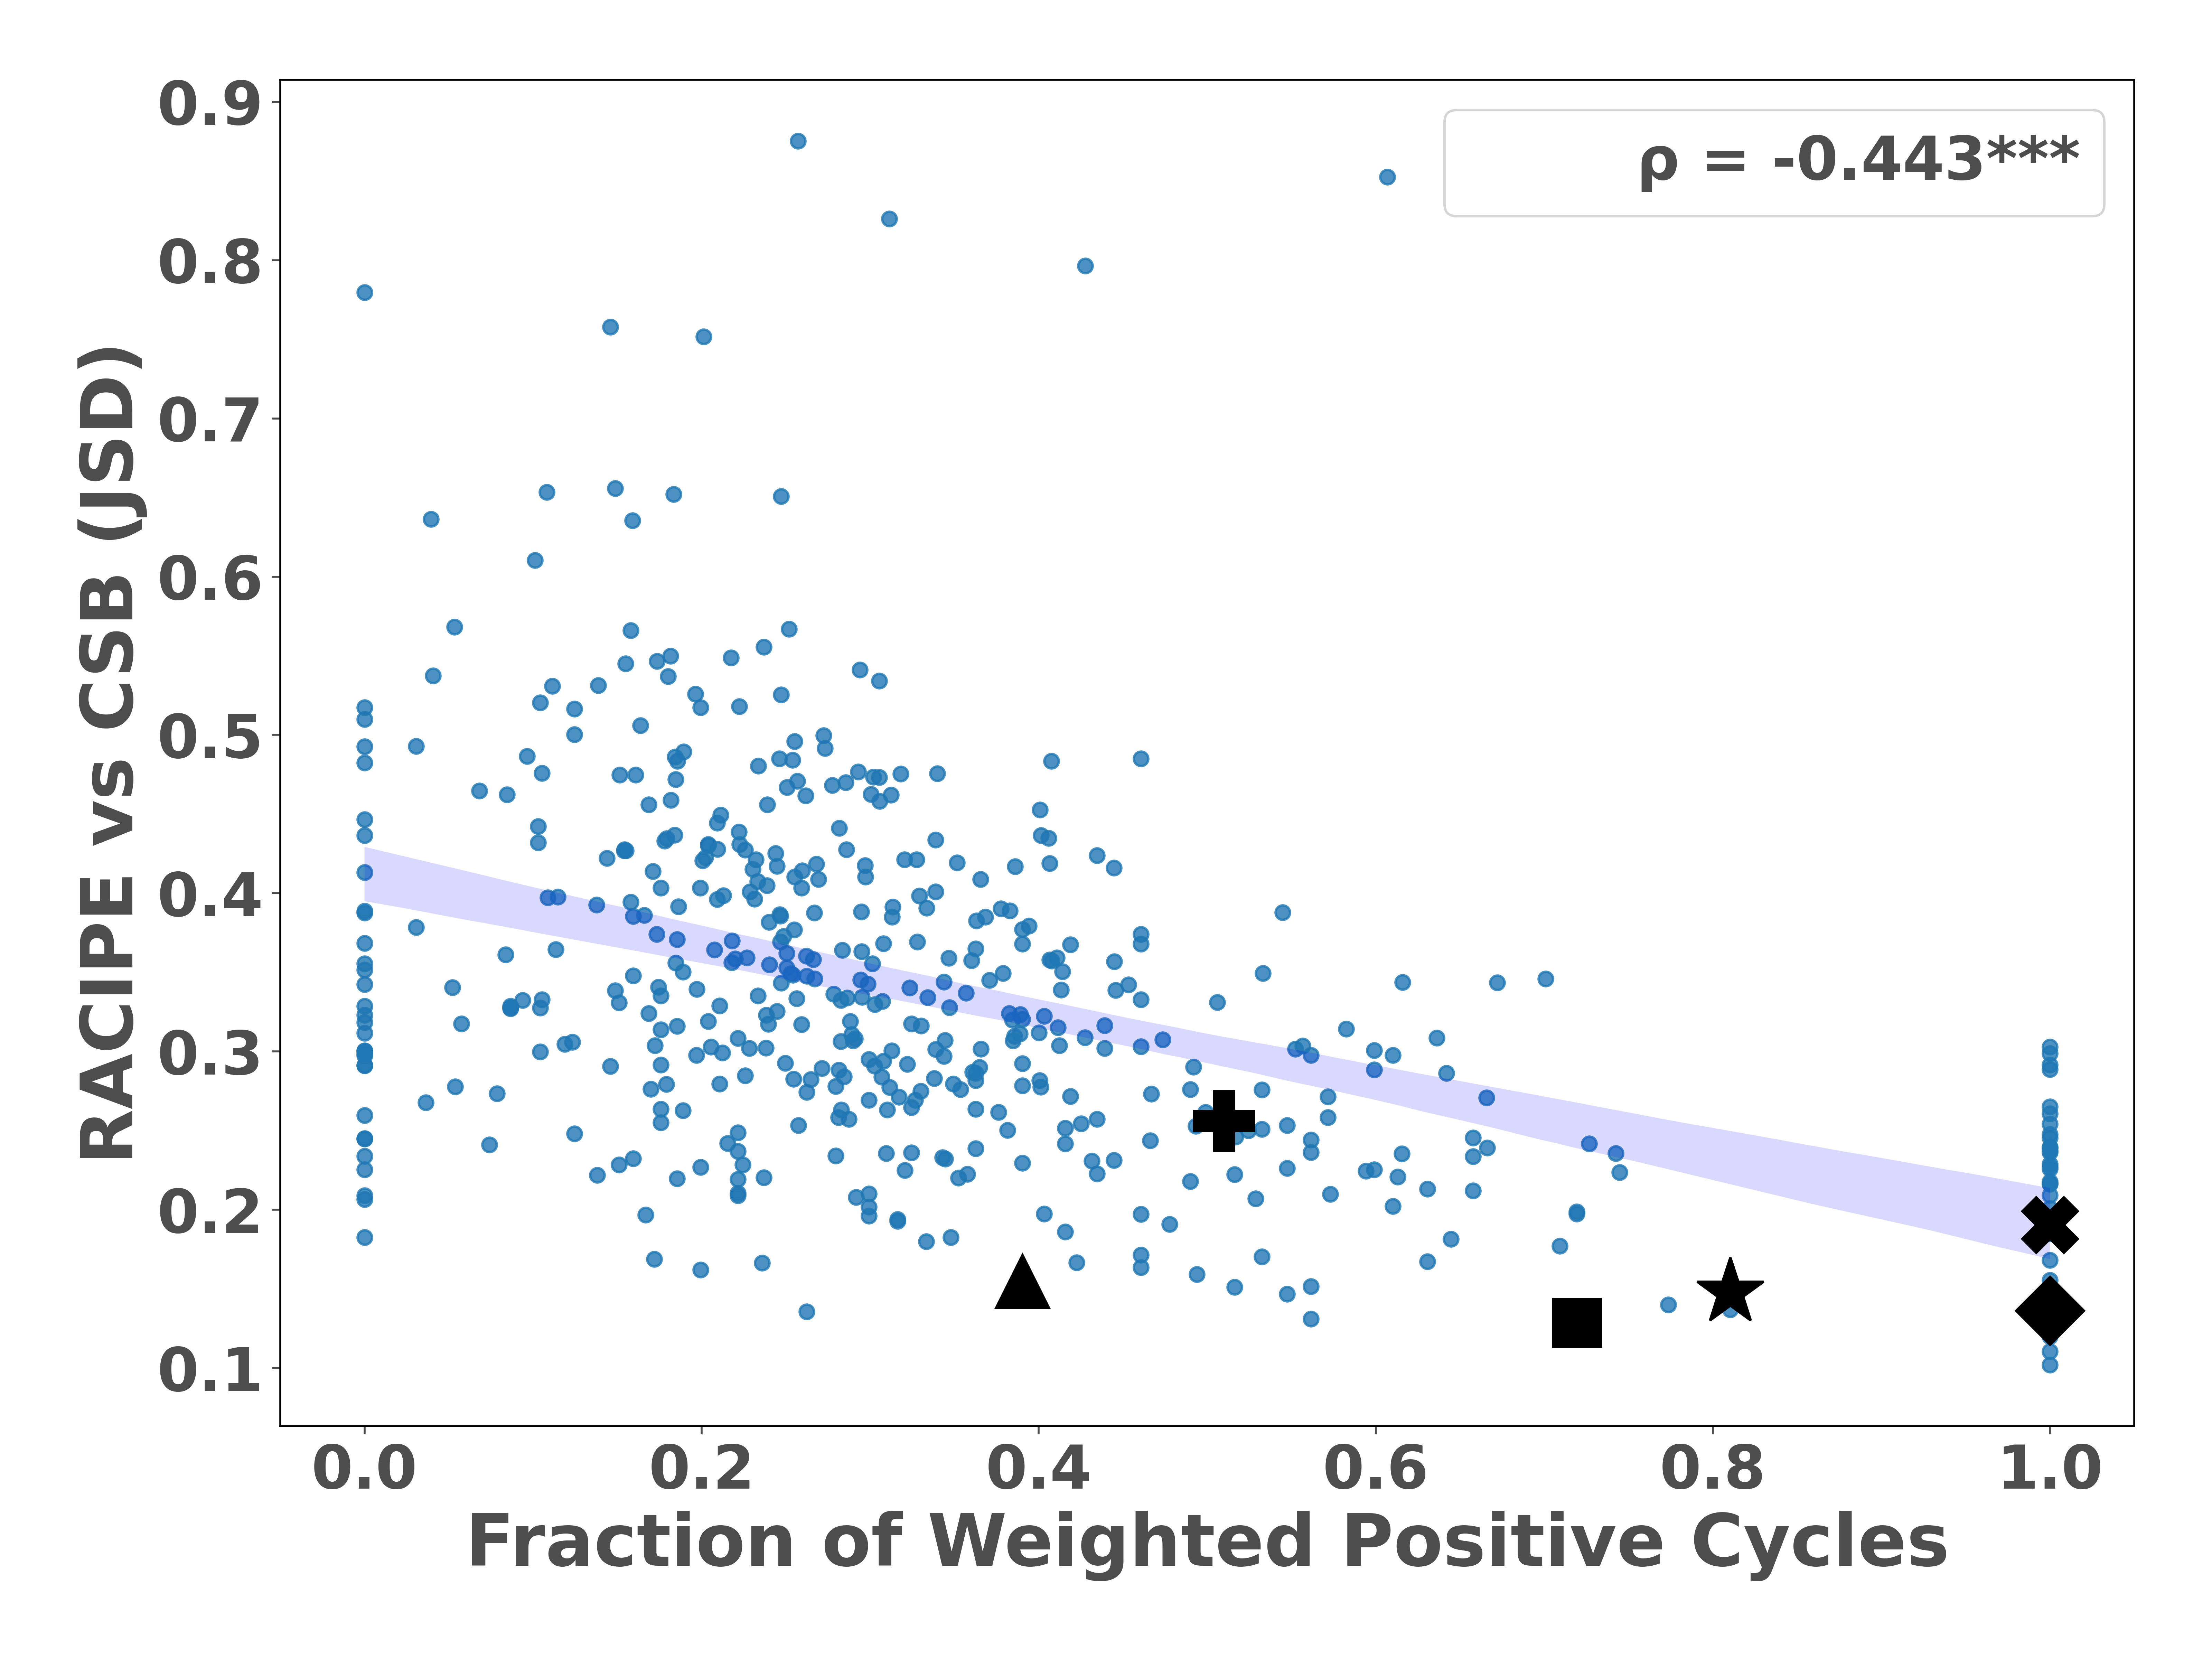 ρ = -0.443***
RACIPE vs CSB (JSD)
0.9
0.8
0.7
0.6
0.5
0.4
0.3
0.2
0.1
0.0 0.2 0.4 0.6 0.8 1.0
Fraction of Weighted Positive Cycles